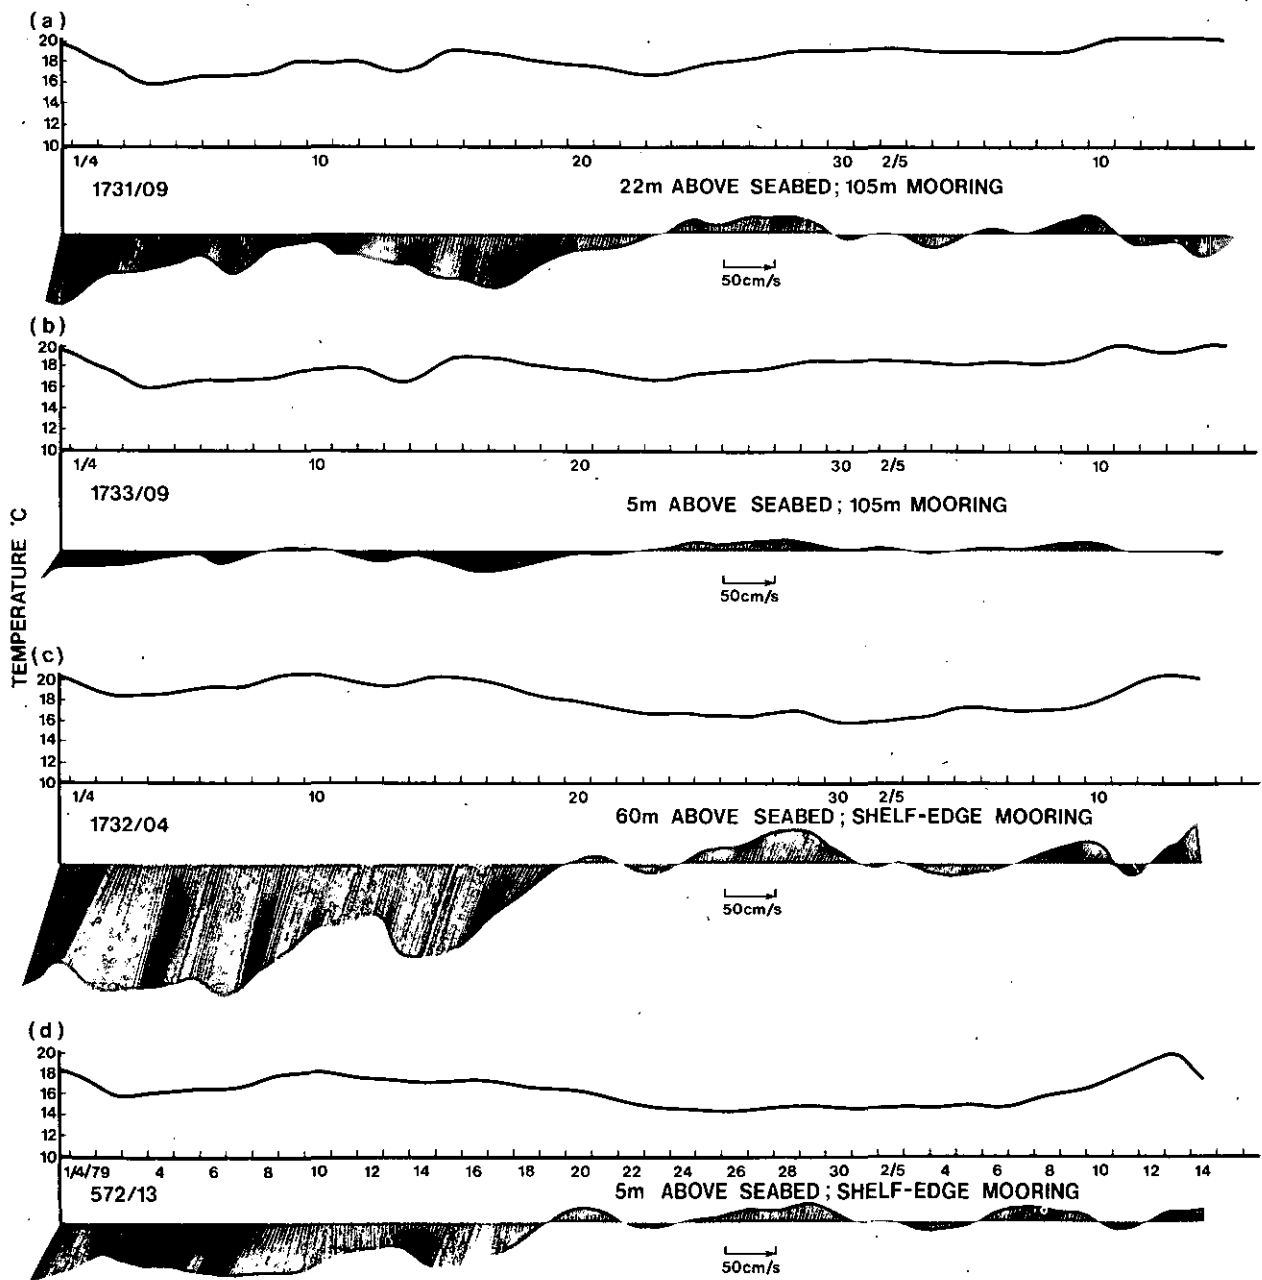 (a)
20
18
16
14
12
10
1/4 10 20 30 2/5 10
1731/09
22m ABOVE SEABED; 105m MOORING
50cm/s
(b)
20
18
16
14
12
10
1/4 10 20 30 2/5 10
1733/09
5m ABOVE SEABED; 105m MOORING
50cm/s
TEMPERATURE °C
(c)
20
18
16
14
12
10
1/4 10 20 30 2/5 10
1732/04
60m ABOVE SEABED; SHELF-EDGE MOORING
50cm/s
(d)
20
18
16
14
12
10
1/4/79 4 6 8 10 12 14 16 18 20 22 24 26 28 30 2/5 4 6 8 10 12 14
572/13
5m ABOVE SEABED; SHELF-EDGE MOORING
50cm/s